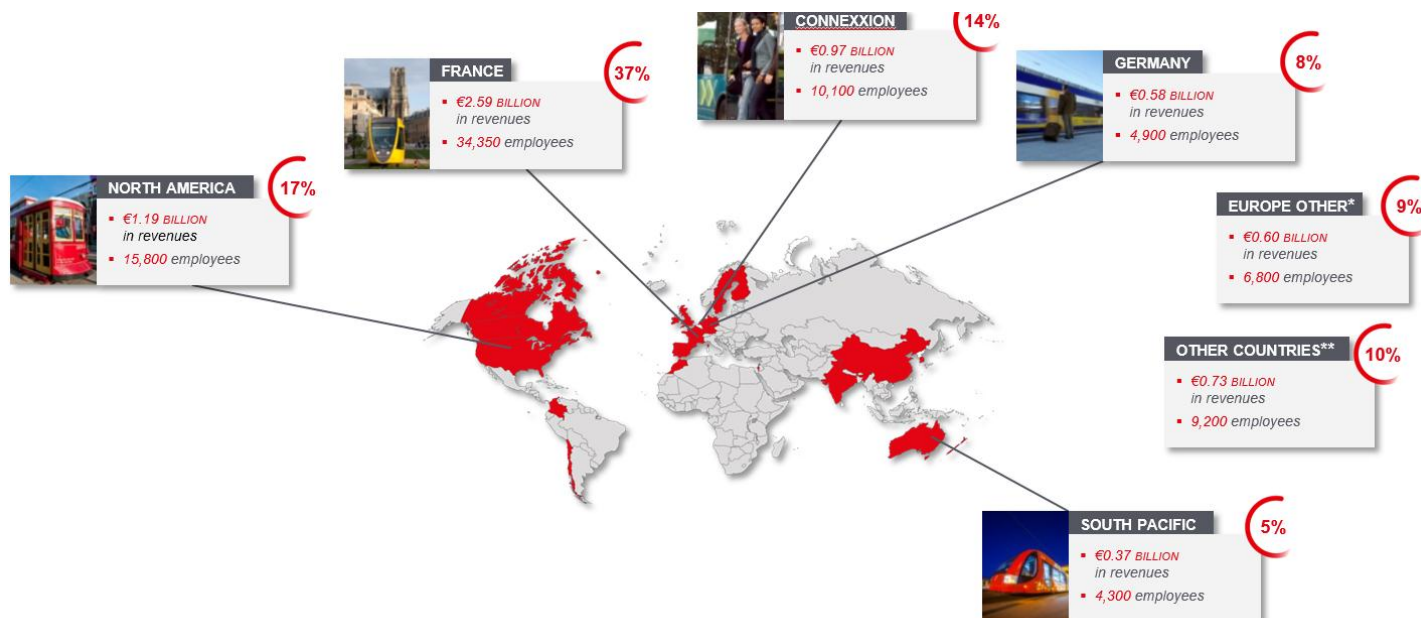 CONNEXXION
14%
▪ €0.97 BILLION
in revenues
▪ 10,100 employees
FRANCE
37%
▪ €2.59 BILLION
in revenues
▪ 34,350 employees
GERMANY
8%
▪ €0.58 BILLION
in revenues
▪ 4,900 employees
NORTH AMERICA
17%
▪ €1.19 BILLION
in revenues
▪ 15,800 employees
EUROPE OTHER*
9%
▪ €0.60 BILLION
in revenues
▪ 6,800 employees
OTHER COUNTRIES**
10%
▪ €0.73 BILLION
in revenues
▪ 9,200 employees
SOUTH PACIFIC
5%
▪ €0.37 BILLION
in revenues
▪ 4,300 employees